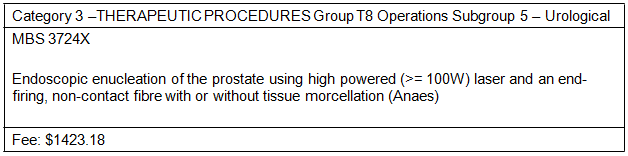 Category 3 –THERAPEUTIC PROCEDURES Group T8 Operations Subgroup 5 – Urological
MBS 3724X
Endoscopic enucleation of the prostate using high powered (>= 100W) laser and an end-
firing, non-contact fibre with or without tissue morcellation (Anaes)
Fee: $1423.18